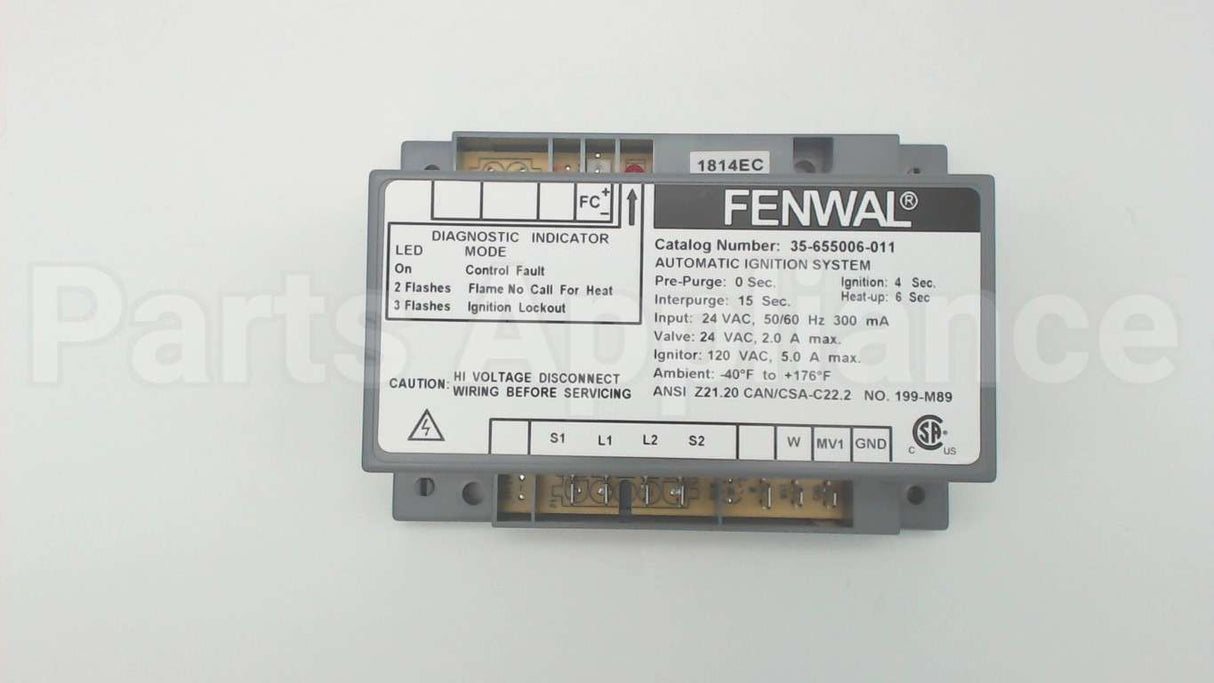 1814EC
FC + -
FENWAL®
DIAGNOSTIC INDICATOR
LED MODE
On Control Fault
2 Flashes Flame No Call For Heat
3 Flashes Ignition Lockout
Catalog Number: 35-655006-011
AUTOMATIC IGNITION SYSTEM
Pre-Purge: 0 Sec. Ignition: 4 Sec.
Interpurge: 15 Sec. Heat-up: 6 Sec
Input: 24 VAC, 50/60 Hz 300 mA
Valve: 24 VAC, 2.0 A max.
Ignitor: 120 VAC, 5.0 A max.
Ambient: -40°F to +176°F
ANSI Z21.20 CAN/CSA-C22.2 NO. 199-M89
CAUTION: HI VOLTAGE DISCONNECT
WIRING BEFORE SERVICING
S1 L1 L2 S2 W MV1 GND
C SA® US
Parts Appliance